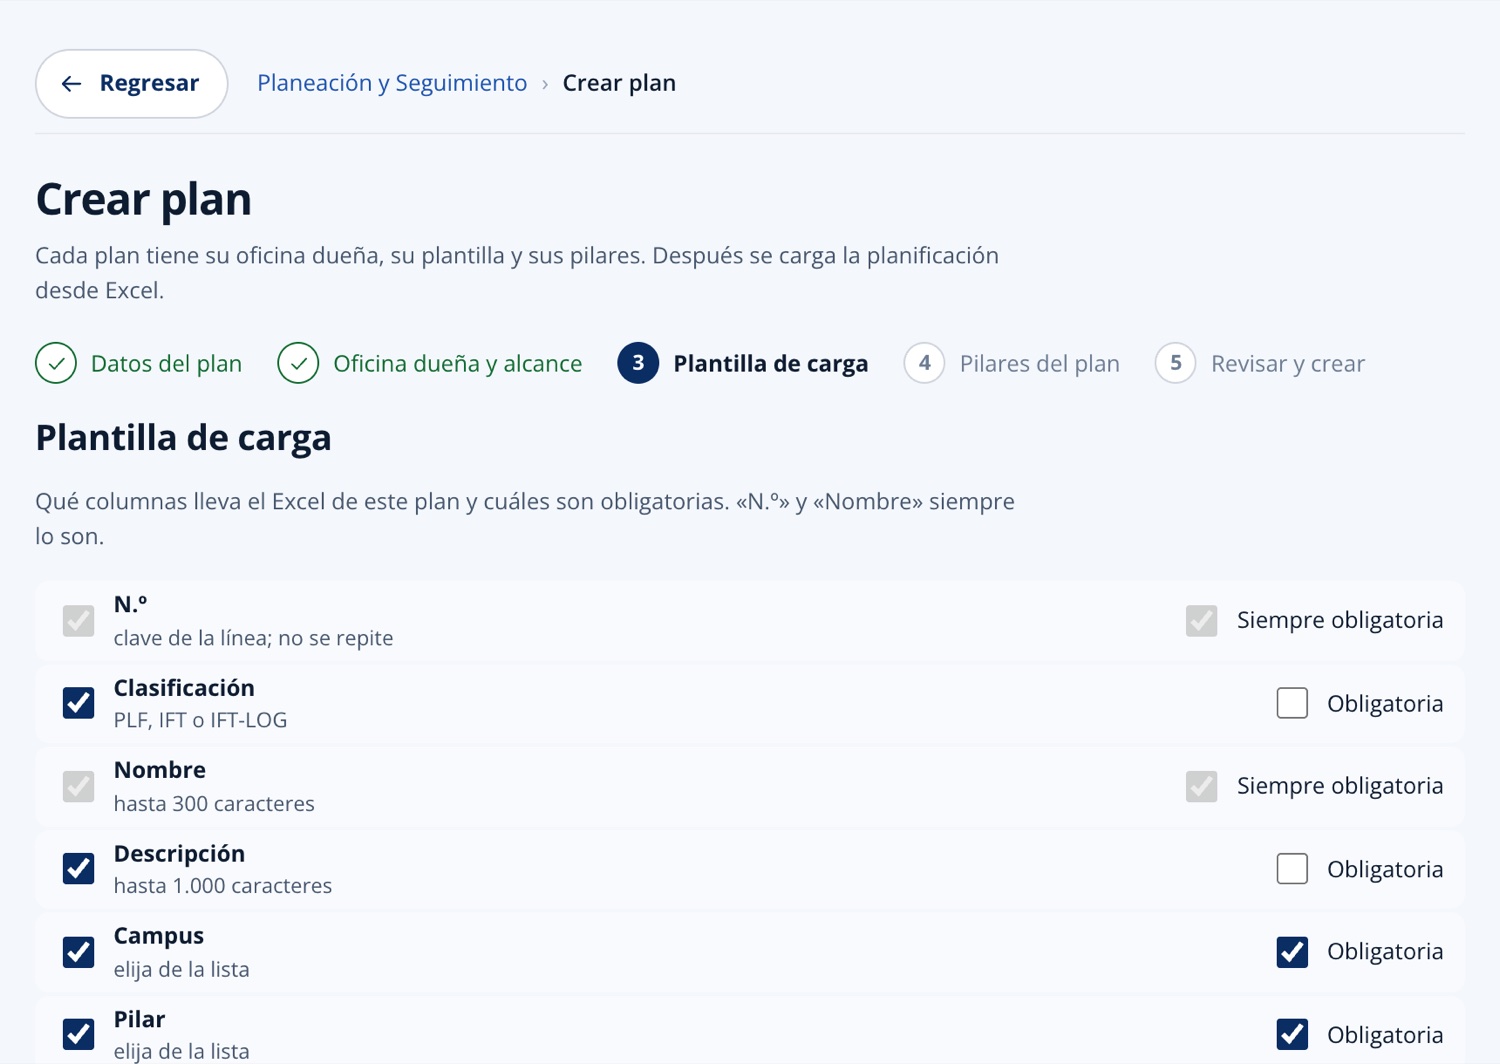 Regresar
Planeación y Seguimiento › Crear plan
Crear plan
Cada plan tiene su oficina dueña, su plantilla y sus pilares. Después se carga la planificación
desde Excel.
Datos del plan
Oficina dueña y alcance
3 Plantilla de carga
4 Pilares del plan
5 Revisar y crear
Plantilla de carga
Qué columnas lleva el Excel de este plan y cuáles son obligatorias. «N.º» y «Nombre» siempre
lo son.
N.º
clave de la línea; no se repite
Siempre obligatoria
Clasificación
PLF, IFT o IFT-LOG
Obligatoria
Nombre
hasta 300 caracteres
Siempre obligatoria
Descripción
hasta 1.000 caracteres
Obligatoria
Campus
elija de la lista
Obligatoria
Pilar
elija de la lista
Obligatoria